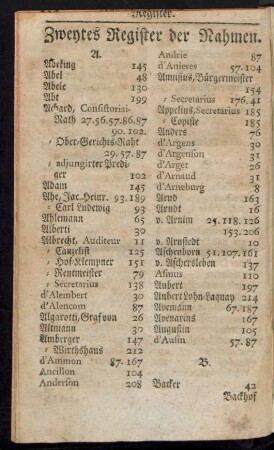 Register.
Zweytes Register der Nahmen.
A.
Abeking 145
Abel 48
Abele 130
Abt 199
Achard, Consistorial-
Rath 27.56.57.86.87
90.102.
⸗ Ober-Gerichts-Raht
29.57.87
⸗ adjungirter Predi-
ger 102
Adam 145
Ahe, Jac. Heinr. 93.189
⸗ Carl Ludewig 93
Ahlemann 65
Alberti 30
Albrecht, Auditeur 11
⸗ Canzelist 125
⸗ Hof-Klempner 151
⸗ Rentmeister 79
⸗ Secretarius 138
d'Alembert 30
d'Alencon 87
Algarotti, Graf von 26
Altmann 30
Amberger 147
⸗ Wirthshaus 212
d'Ammon 87.167
Ancillon 104
Anderson 208
Andrie 87
d'Anieres 57.104
Annisius, Bürgermeister
154
⸗ Secretarius 176.41
Appelius, Secretarius 185
⸗ Copiste 185
Anders 76
d'Argens 30
d'Argenson 31
d'Arget 26
d'Arnaud 31
d'Arneburg 8
Arnd 163
Arndt 16
v. Arnim 25.118.126
153.206
v. Arnstedt 10
Aschenborn 51.107.161
v. Aschersleben 137
Asinus 110
Aubert 197
Aubert Lohn-Laquay 214
Avemann 67.187
Avenarius 167
Augustin 105
d'Ausin 57.87
B.
Backer 42
Backhof